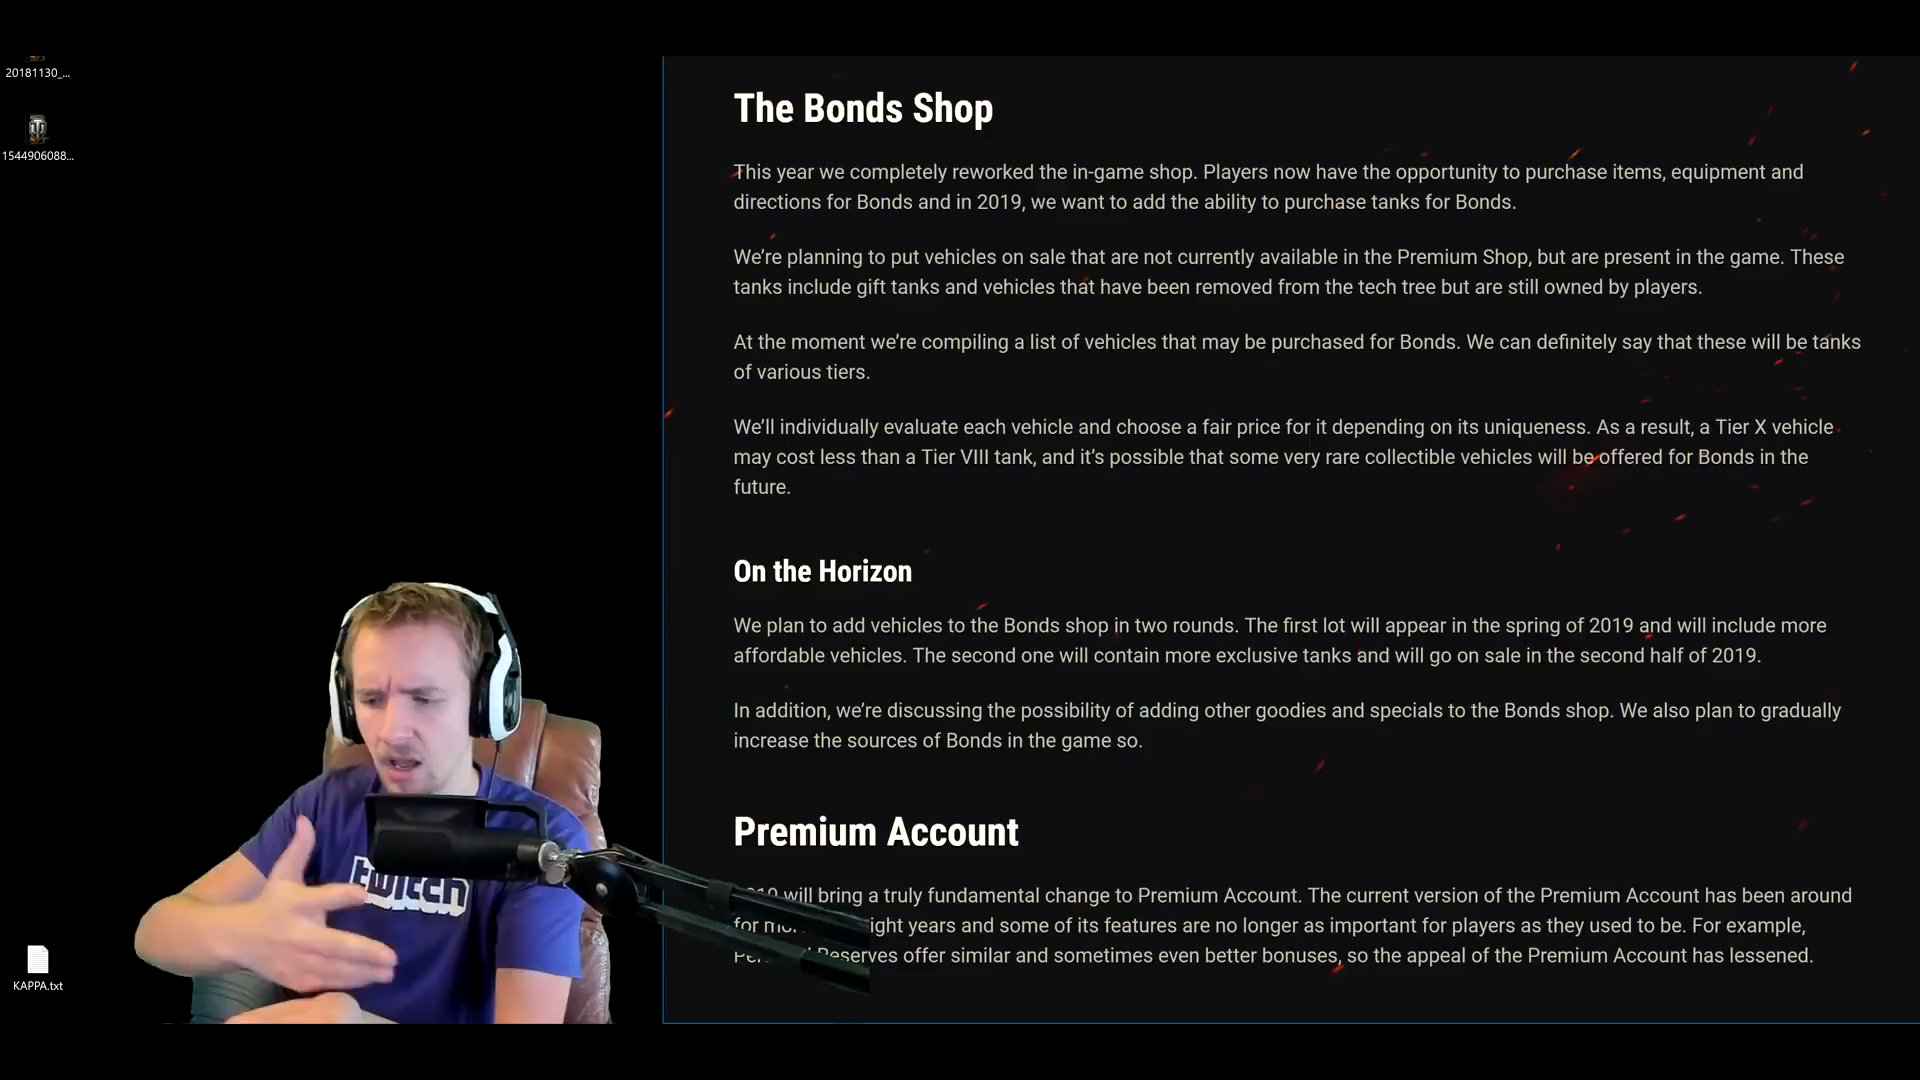 20181130_...
1544906088...
The Bonds Shop
This year we completely reworked the in-game shop. Players now have the opportunity to purchase items, equipment and
directions for Bonds and in 2019, we want to add the ability to purchase tanks for Bonds.
We're planning to put vehicles on sale that are not currently available in the Premium Shop, but are present in the game. These
tanks include gift tanks and vehicles that have been removed from the tech tree but are still owned by players.
At the moment we're compiling a list of vehicles that may be purchased for Bonds. We can definitely say that these will be tanks
of various tiers.
We'll individually evaluate each vehicle and choose a fair price for it depending on its uniqueness. As a result, a Tier X vehicle
may cost less than a Tier VIII tank, and it's possible that some very rare collectible vehicles will be offered for Bonds in the
future.
On the Horizon
We plan to add vehicles to the Bonds shop in two rounds. The first lot will appear in the spring of 2019 and will include more
affordable vehicles. The second one will contain more exclusive tanks and will go on sale in the second half of 2019.
In addition, we're discussing the possibility of adding other goodies and specials to the Bonds shop. We also plan to gradually
increase the sources of Bonds in the game so.
Premium Account
will bring a truly fundamental change to Premium Account. The current version of the Premium Account has been around
for years and some of its features are no longer as important for players as they used to be. For example,
Reserves offer similar and sometimes even better bonuses, so the appeal of the Premium Account has lessened.
twitch
KAPPA.txt